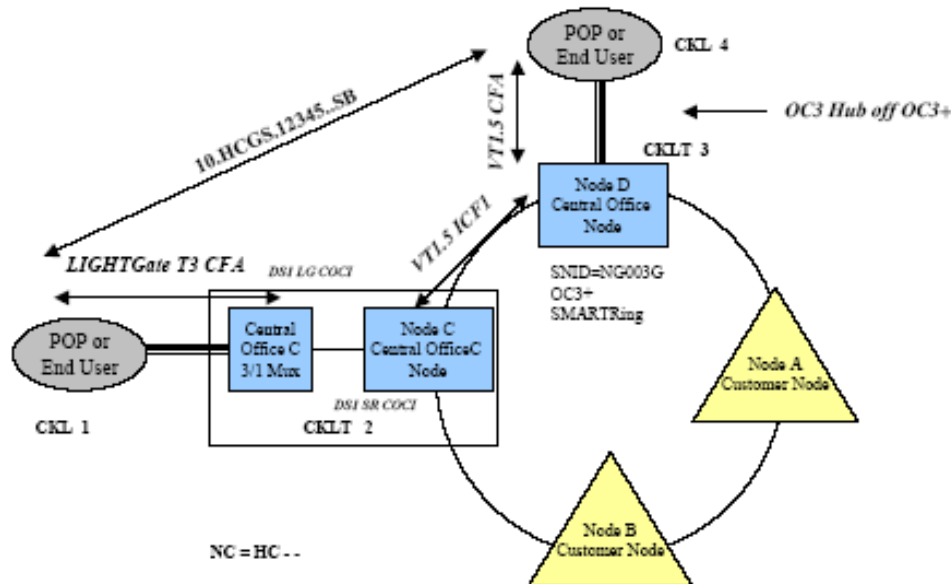 POP or
End User
CKL 4
VT1.5 CFA
OC3 Hub off OC3+
10.HCGS.12345..SB
CKLT 3
Node D
Central Office
Node
VT1.5 ICF1
LIGHTGate T3 CFA
DS1 LG COCI
SNID=NG003G
OC3+
SMARTRing
POP or
End User
Central
Office C
3/1 Mux
Node C
Central OfficeC
Node
Node A
Customer Node
DS1 SR COCI
CKL 1
CKLT 2
Node B
Customer Node
NC = HC - -